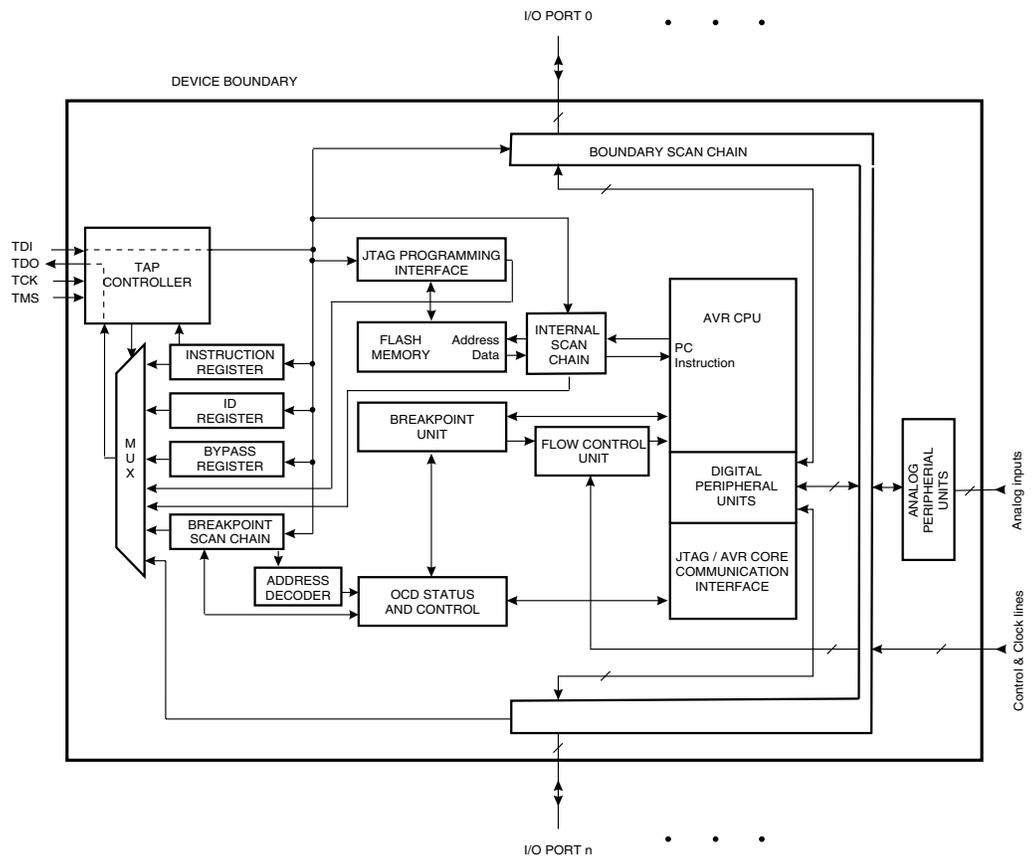 I/O PORT 0
DEVICE BOUNDARY
BOUNDARY SCAN CHAIN
TDI
TDO
TCK
TMS
TAP
CONTROLLER
JTAG PROGRAMMING
INTERFACE
AVR CPU
FLASH
MEMORY
Address
Data
INTERNAL
SCAN
CHAIN
PC
Instruction
INSTRUCTION
REGISTER
ID
REGISTER
M
U
X
BREAKPOINT
UNIT
FLOW CONTROL
UNIT
BYPASS
REGISTER
DIGITAL
PERIPHERAL
UNITS
ANALOG
PERIPHERIAL
UNITS
Analog inputs
BREAKPOINT
SCAN CHAIN
JTAG / AVR CORE
COMMUNICATION
INTERFACE
ADDRESS
DECODER
OCD STATUS
AND CONTROL
Control & Clock lines
I/O PORT n